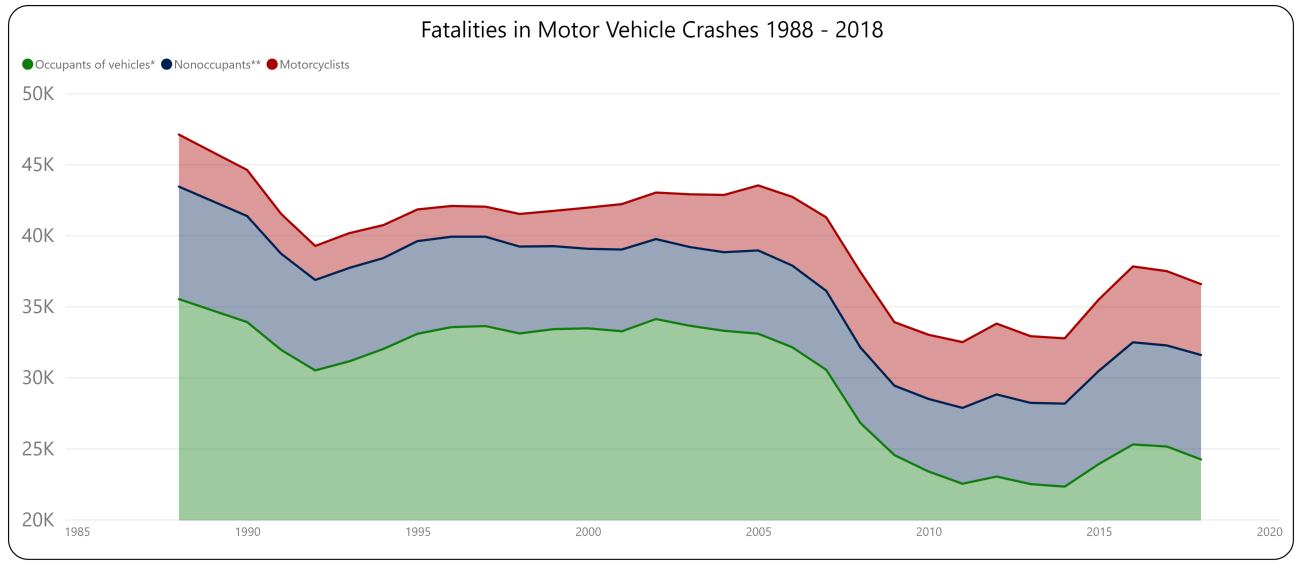 Fatalities in Motor Vehicle Crashes 1988 - 2018
Occupants of vehicles* Nonoccupants** Motorcyclists
50K
45K
40K
35K
30K
25K
20K
1985 1990 1995 2000 2005 2010 2015 2020